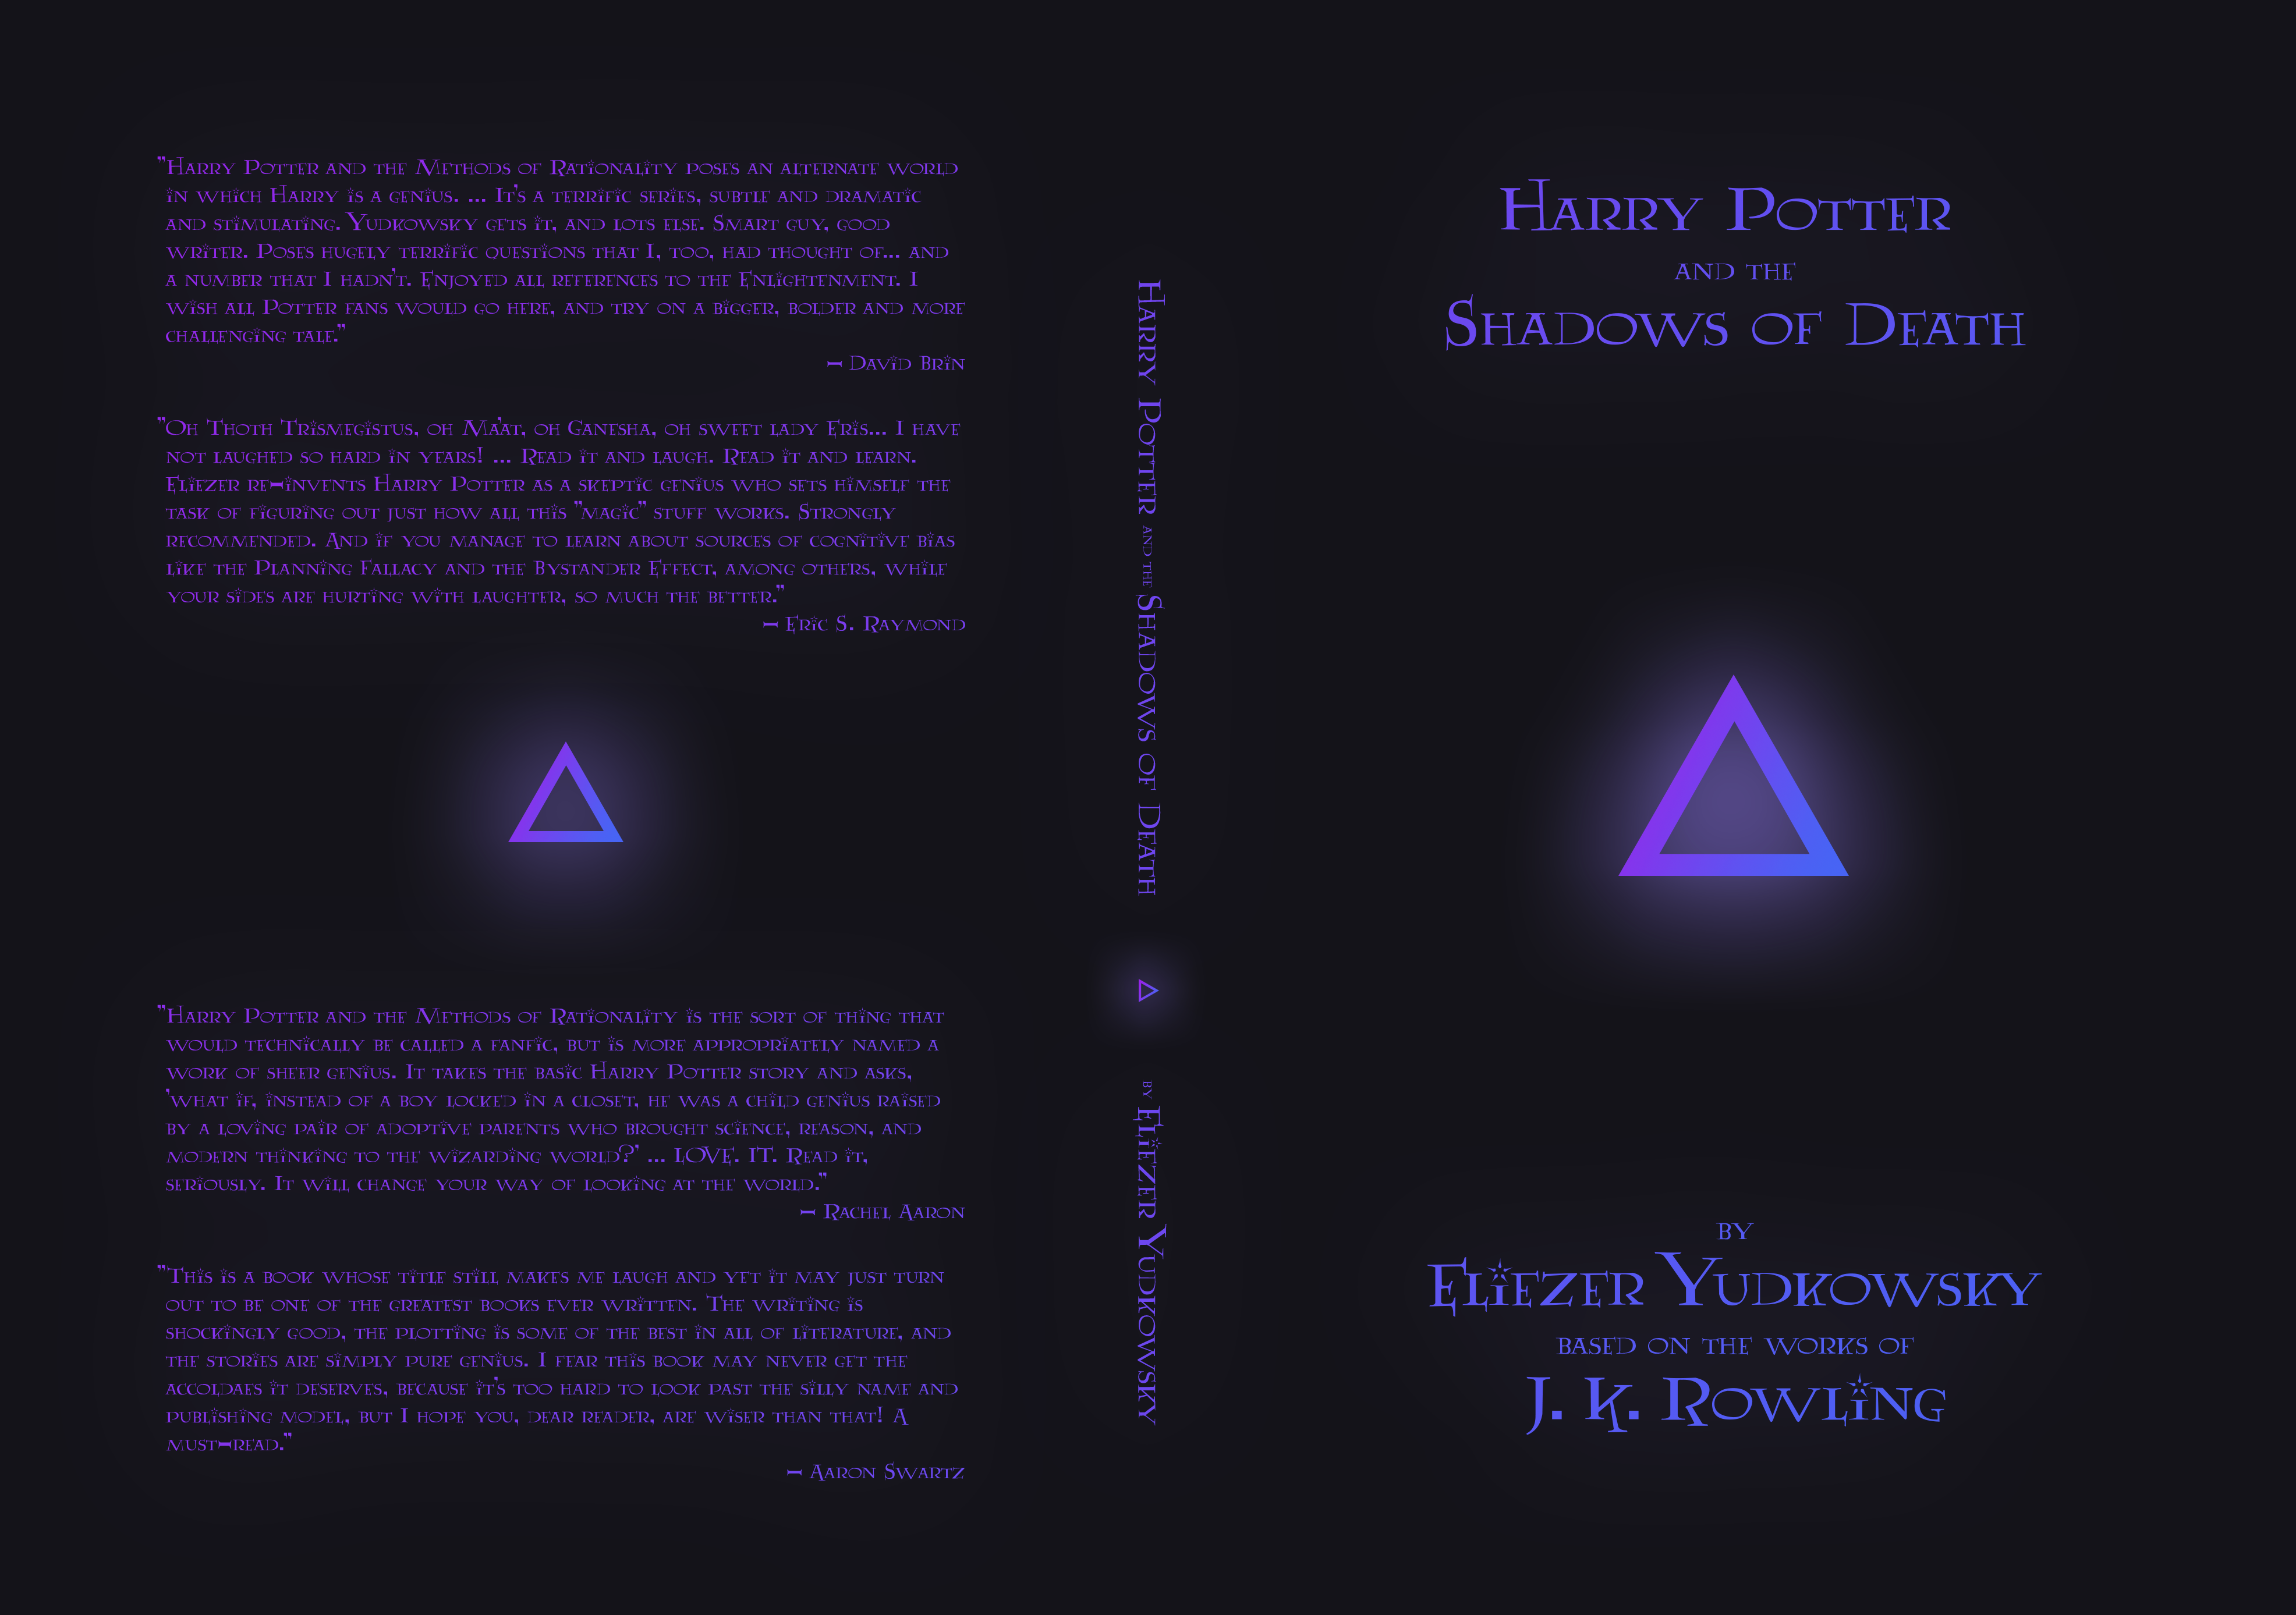 "Harry Potter and the Methods of Rationality poses an alternate world
in which Harry is a genius. ... It's a terrific series, subtle and dramatic
and stimulating. Yudkowsky gets it, and lots else. Smart guy, good
writer. Poses hugely terrific questions that I, too, had thought of... and
a number that I hadn't. Enjoyed all references to the Enlightenment. I
wish all Potter fans would go here, and try on a bigger, bolder and more
challenging tale."
- David Brin
"Oh Thoth Trismegistus, oh Ma'at, oh Ganesha, oh sweet lady Eris... I have
not laughed so hard in years! ... Read it and laugh. Read it and learn.
Eliezer re-invents Harry Potter as a skeptic genius who sets himself the
task of figuring out just how all this "magic" stuff works. Strongly
recommended. And if you manage to learn about sources of cognitive bias
like the Planning Fallacy and the Bystander Effect, among others, while
your sides are hurting with laughter, so much the better."
- Eric S. Raymond
"Harry Potter and the Methods of Rationality is the sort of thing that
would technically be called a fanfic, but is more appropriately named a
work of sheer genius. It takes the basic Harry Potter story and asks,
'what if, instead of a boy locked in a closet, he was a child genius raised
by a loving pair of adoptive parents who brought science, reason, and
modern thinking to the wizarding world?' ... LOVE. IT. Read it,
seriously. It will change your way of looking at the world."
- Rachel Aaron
"This is a book whose title still makes me laugh and yet it may just turn
out to be one of the greatest books ever written. The writing is
shockingly good, the plotting is some of the best in all of literature, and
the stories are simply pure genius. I fear this book may never get the
accoldaes it deserves, because it's too hard to look past the silly name and
publishing model, but I hope you, dear reader, are wiser than that! A
must-read."
- Aaron Swartz
Harry Potter and the Shadows of Death
by Eliezer Yudkowsky
Harry Potter
and the
Shadows of Death
by
Eliezer Yudkowsky
based on the works of
J. K. Rowling